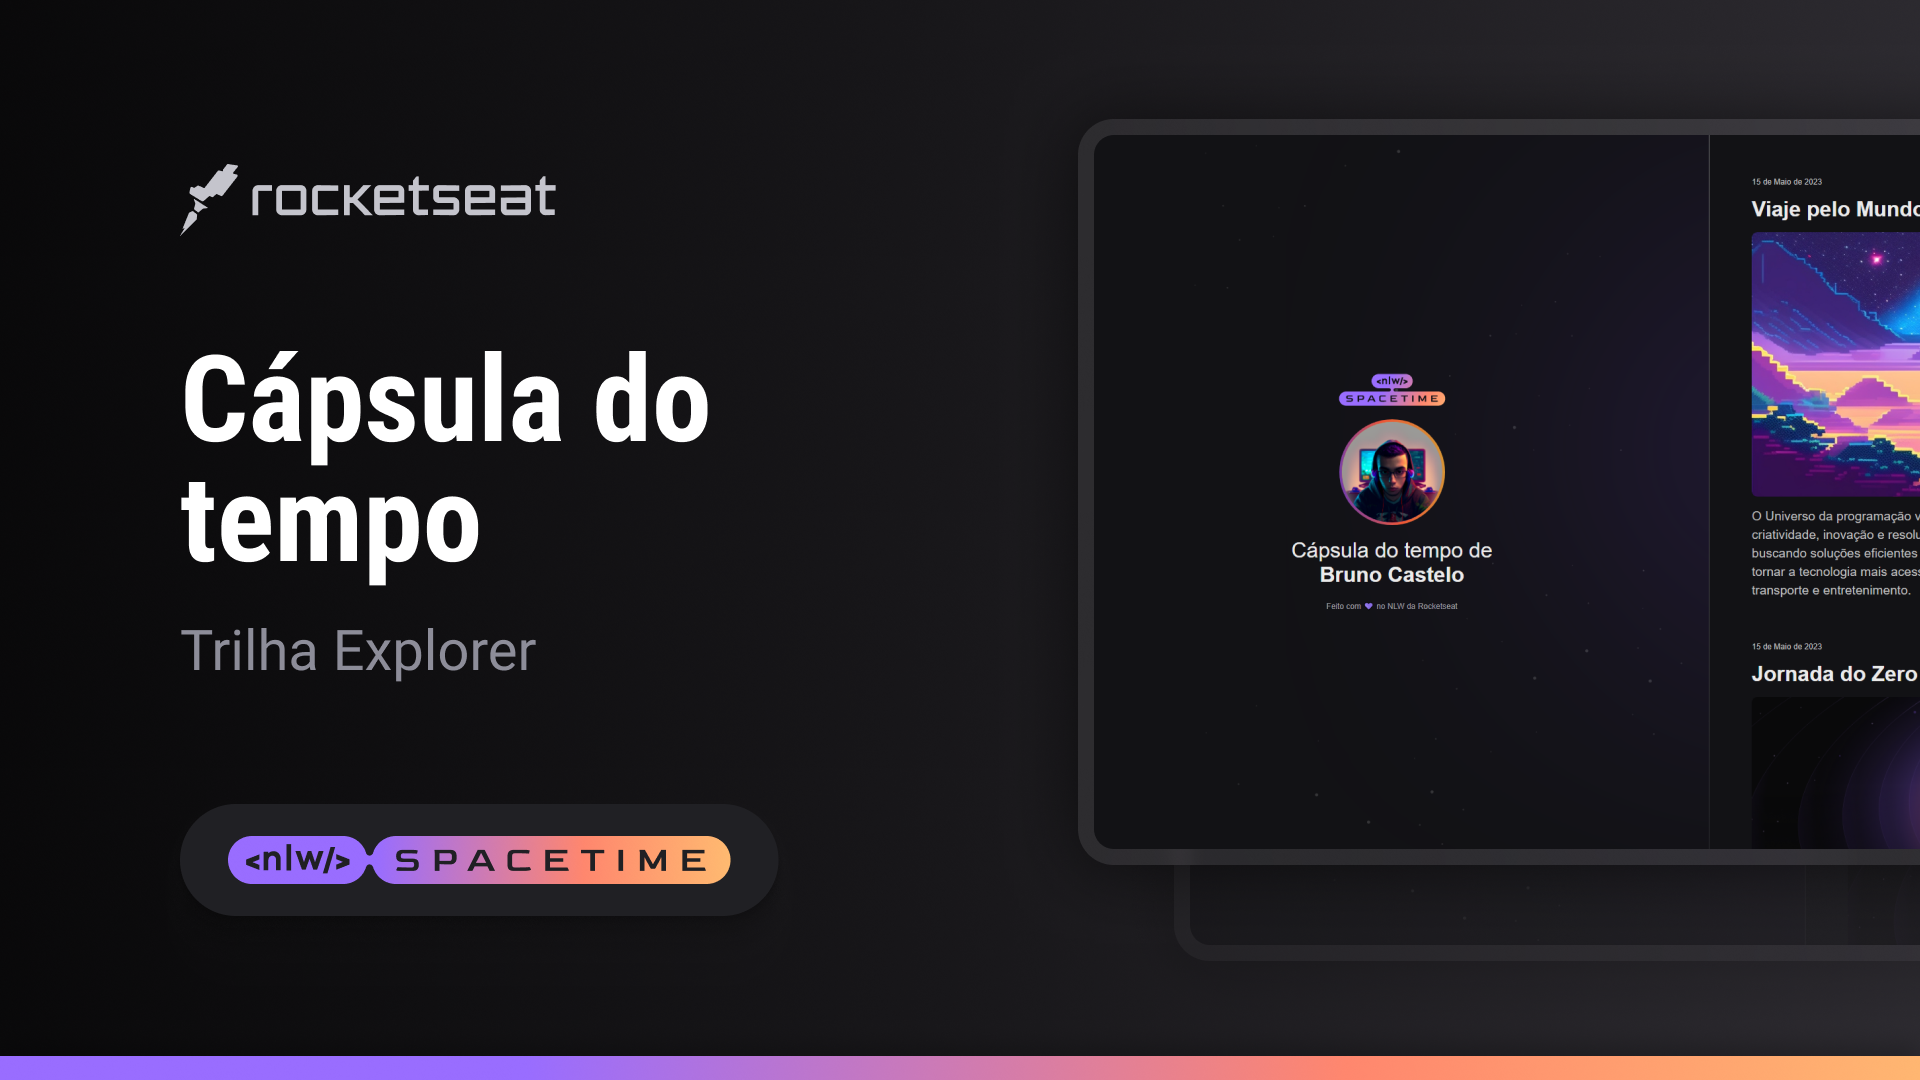 rocketseat
Cápsula do
tempo
Trilha Explorer
<nlw/> SPACETIME
<nlw/>
SPACETIME
Cápsula do tempo de
Bruno Castelo
Feito com 💜 no NLW da Rocketseat
15 de Maio de 2023
Viaje pelo Mundo
O Universo da programação
criatividade, inovação e
buscando soluções eficientes
tornar a tecnologia mais
transporte e entretenimento.
15 de Maio de 2023
Jornada do Zero